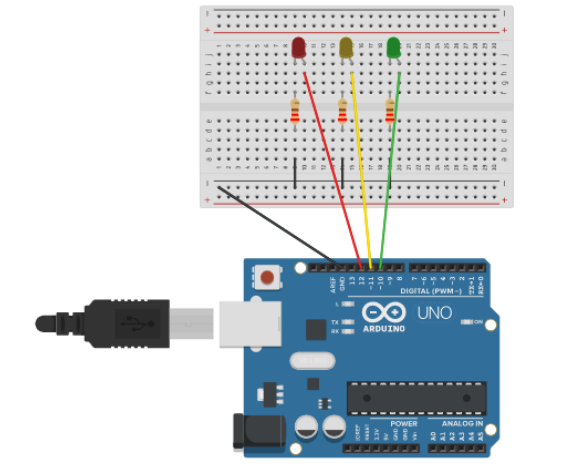 AREF
GND
13
12
~11
~10
~9
8
7
~6
~5
4
~3
2
TX→1
RX←0
DIGITAL (PWM~)
L
TX
RX
ARDUINO
UNO
ON
IOREF
RESET
3.3V
5V
GND
GND
Vin
POWER
ANALOG IN
A0
A1
A2
A3
A4
A5